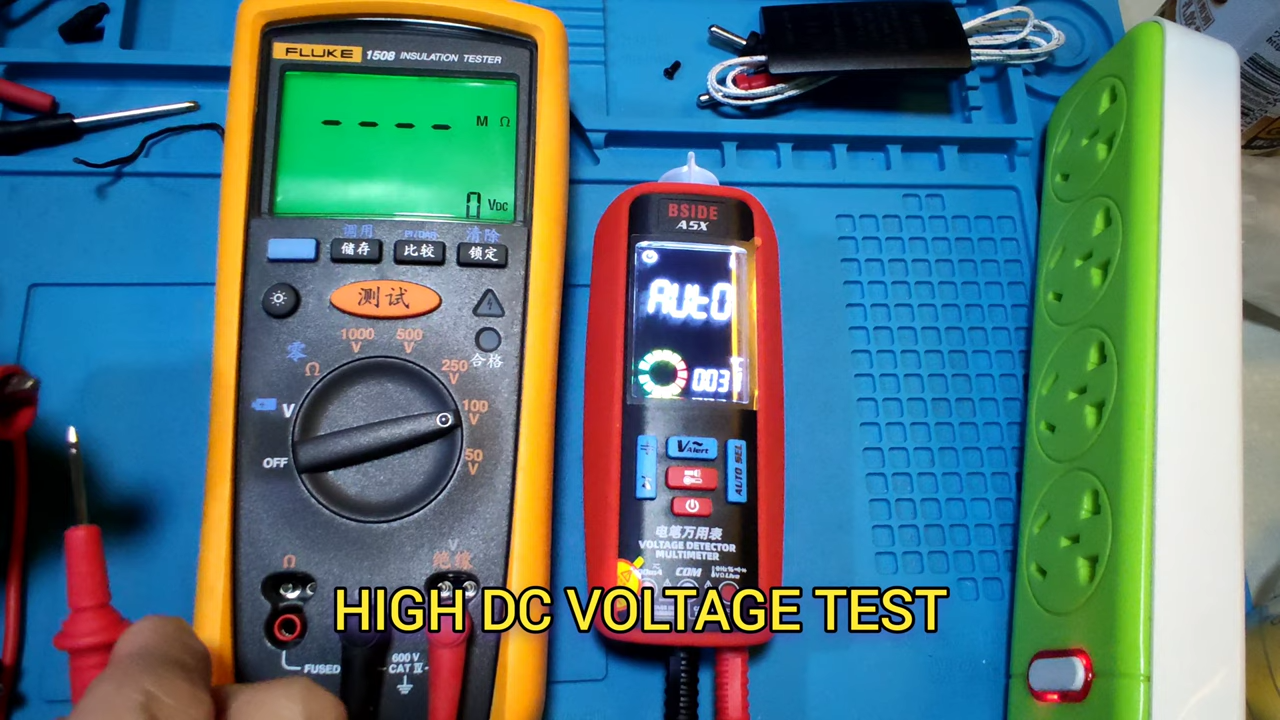 FLUKE 1508 INSULATION TESTER
- - - - M Ω
0 VDC
调用 清除
储存 比较 锁定
测试
合格
1000 V 500 V
零
Ω
250 V
V
100 V
OFF
50 V
Ω
V
绝缘
FUSED
600 V
CAT IV
BSIDE
A5X
AUTO
003
V Alert
AUTO SEL
电笔万用表
VOLTAGE DETECTOR
MULTIMETER
COM
HIGH DC VOLTAGE TEST